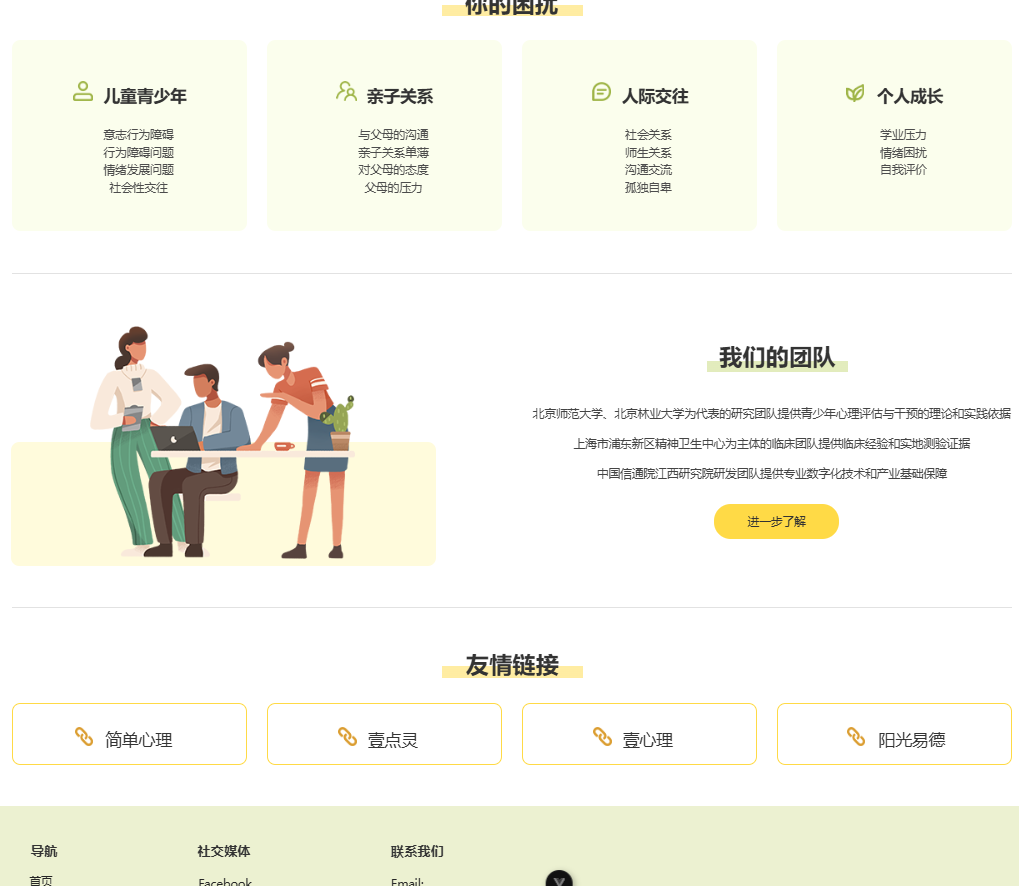 你的困扰
儿童青少年
意志行为障碍
行为障碍问题
情绪发展问题
社会性交往
亲子关系
与父母的沟通
亲子关系单薄
对父母的态度
父母的压力
人际交往
社会关系
师生关系
沟通交流
孤独自卑
个人成长
学业压力
情绪困扰
自我评价
我们的团队
北京师范大学、北京林业大学为代表的研究团队提供青少年心理评估与干预的理论和实践依据
上海市浦东新区精神卫生中心为主体的临床团队提供临床经验和实地测验证据
中国信通院江西研究院研发团队提供专业数字化技术和产业基础保障
进一步了解
友情链接
简单心理
壹点灵
壹心理
阳光易德
导航
社交媒体
联系我们
首页
Facebook
Email: